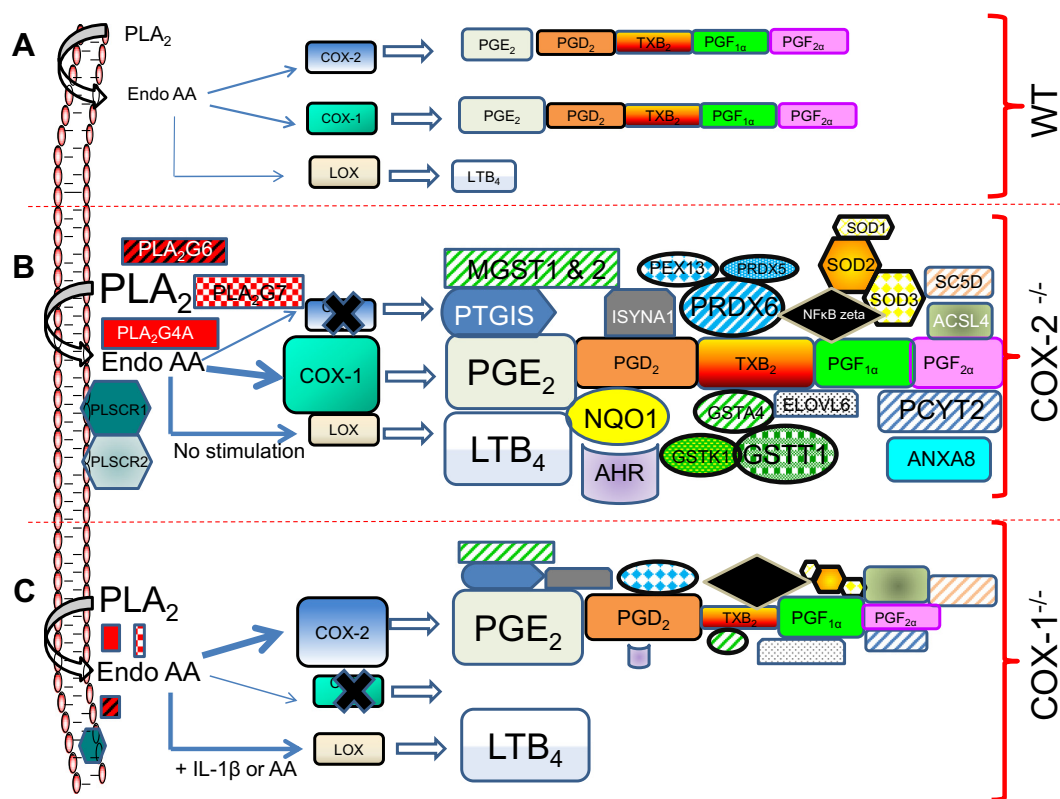 A
PLA2
Endo AA
COX-2
PGE2 PGD2 TXB2 PGF1α PGF2α
COX-1
PGE2 PGD2 TXB2 PGF1α PGF2α
LOX
LTB4
WT
B
PLA2G6
PLA2
PLA2G7
PLA2G4A
Endo AA
PLSCR1
PLSCR2
No stimulation
COX-1
LOX
MGST1 & 2
PTGIS
ISYNA1
PEX13
PRDX5
PRDX6
SOD1
SOD2
SOD3
NFκB zeta
SC5D
ACSL4
PGE2 PGD2 TXB2 PGF1α PGF2α
LTB4
NQO1
AHR
GSTA4
ELOVL6
GSTK1
GSTT1
PCYT2
ANXA8
COX-2 -/-
C
PLA2
Endo AA
COX-2
PGE2 PGD2 TXB2 PGF1α PGF2α
LOX
LTB4
+ IL-1β or AA
COX-1-/-